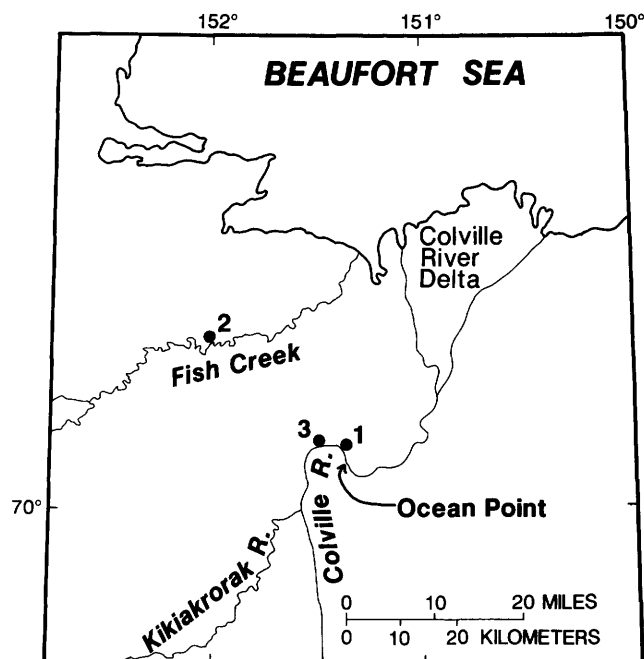 152° 151° 150°
BEAUFORT SEA
Colville
River
Delta
2
Fish Creek
3 1
70°
Ocean Point
Colville R.
Kikiakrorak R.
0 10 20 MILES
0 10 20 KILOMETERS